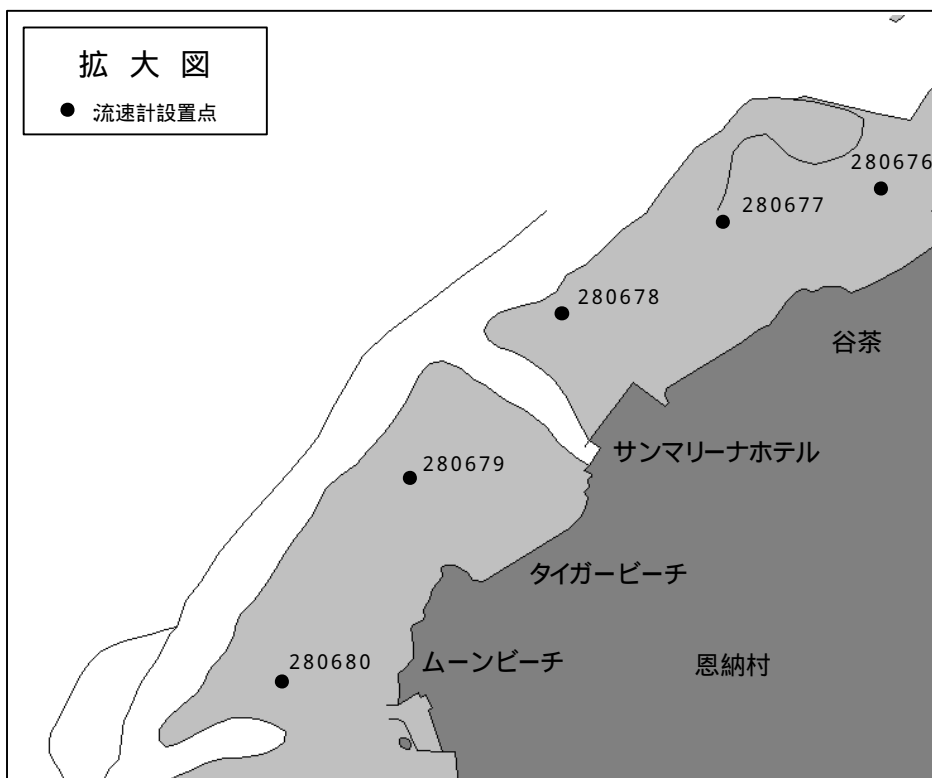 拡 大 図
● 流速計設置点
280676
280677
280678
谷茶
サンマリーナホテル
280679
タイガービーチ
280680
ムーンビーチ
恩納村